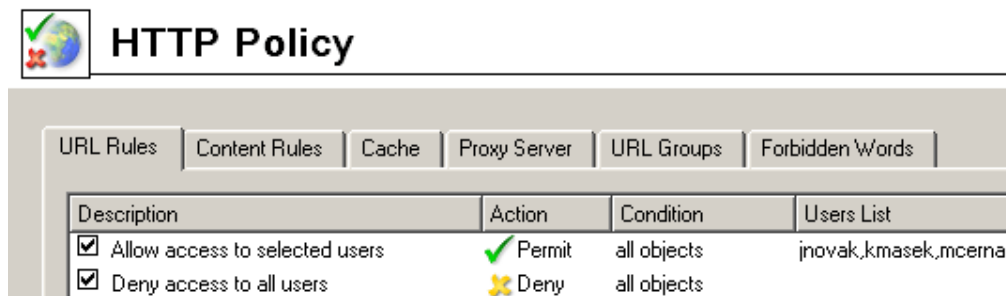 HTTP Policy
URL Rules Content Rules Cache Proxy Server URL Groups Forbidden Words
Description Action Condition Users List
Allow access to selected users Permit all objects jnovak,kmasek,mcerna
Deny access to all users Deny all objects